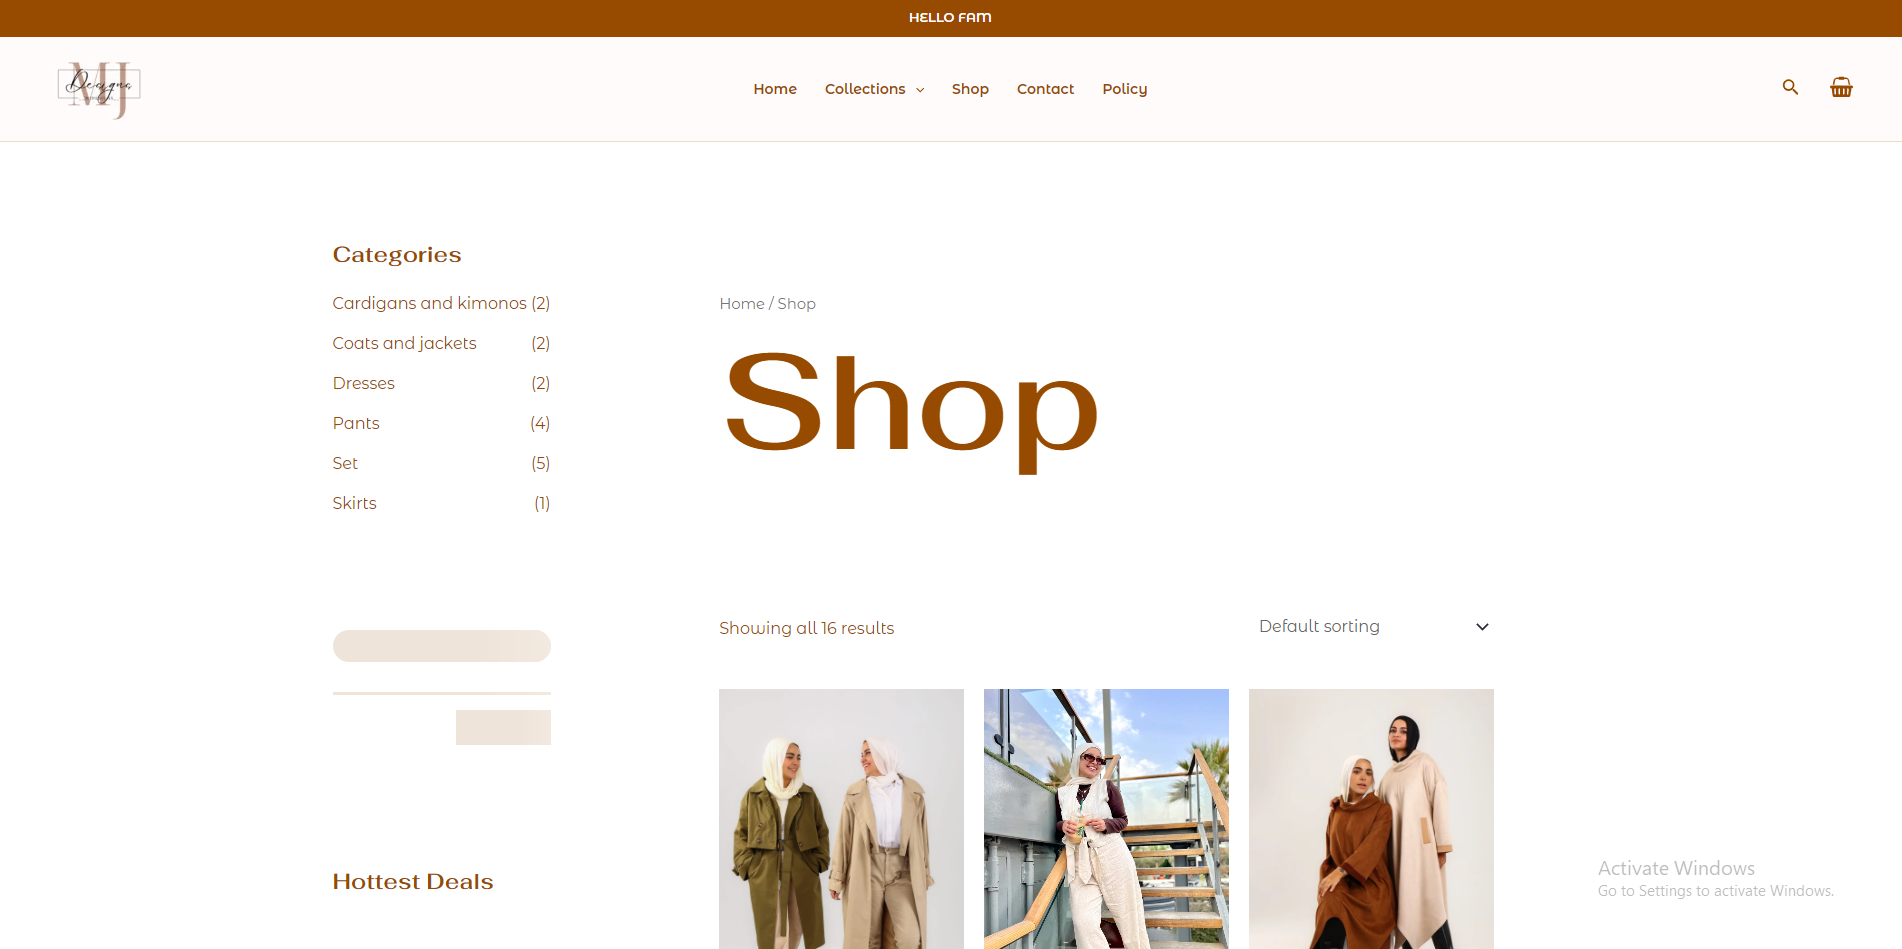 HELLO FAM
MJ
Designs
Home
Collections
Shop
Contact
Policy
Categories
Cardigans and kimonos (2)
Coats and jackets (2)
Dresses (2)
Pants (4)
Set (5)
Skirts (1)
Home / Shop
Shop
Showing all 16 results
Default sorting
Hottest Deals
Activate Windows
Go to Settings to activate Windows.